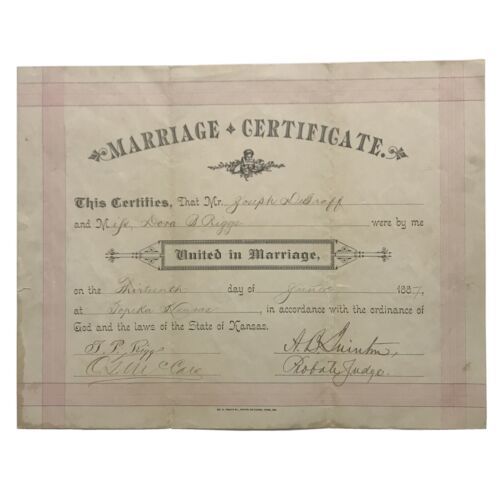 MARRIAGE CERTIFICATE.
This Certifies, That Mr. Joseph DeGraff
and Miss Dora B Riggs were by me
United in Marriage,
on the Thirteenth day of June 1887,
at Topeka Kansas, in accordance with the ordinance of
God and the laws of the State of Kansas.
T. P. Riggs A. B. Quinton,
McCabe Probate Judge.